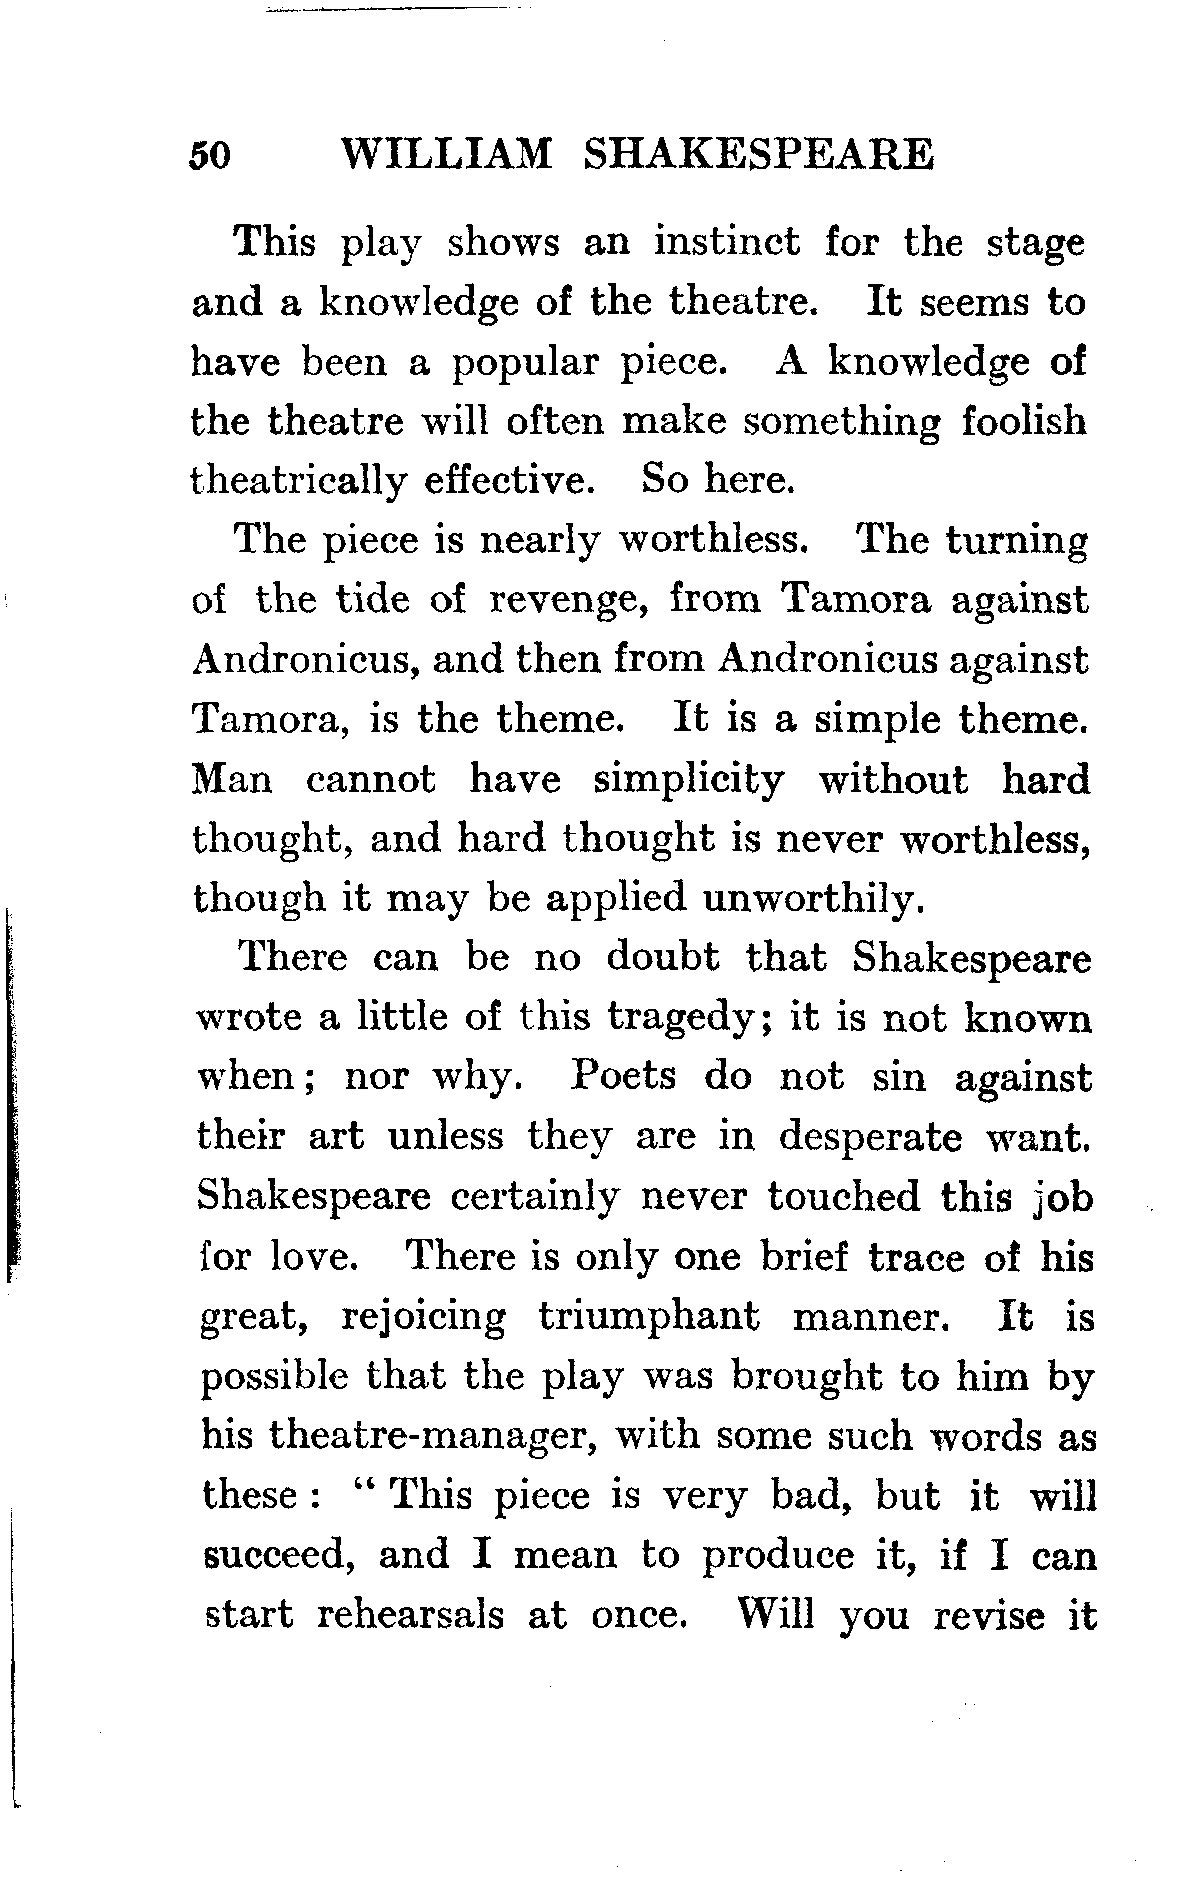 50 WILLIAM SHAKESPEARE
This play shows an instinct for the stage
and a knowledge of the theatre. It seems to
have been a popular piece. A knowledge of
the theatre will often make something foolish
theatrically effective. So here.
The piece is nearly worthless. The turning
of the tide of revenge, from Tamora against
Andronicus, and then from Andronicus against
Tamora, is the theme. It is a simple theme.
Man cannot have simplicity without hard
thought, and hard thought is never worthless,
though it may be applied unworthily.
There can be no doubt that Shakespeare
wrote a little of this tragedy; it is not known
when; nor why. Poets do not sin against
their art unless they are in desperate want.
Shakespeare certainly never touched this job
for love. There is only one brief trace of his
great, rejoicing triumphant manner. It is
possible that the play was brought to him by
his theatre-manager, with some such words as
these : “ This piece is very bad, but it will
succeed, and I mean to produce it, if I can
start rehearsals at once. Will you revise it